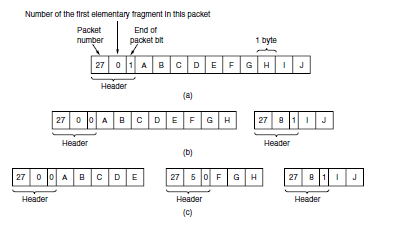 Number of the first elementary fragment in this packet
Packet number
End of packet bit
1 byte
27 0 1 A B C D E F G H I J
Header
(a)
27 0 0 A B C D E F G H
27 8 1 I J
Header
Header
(b)
27 0 0 A B C D E
27 5 0 F G H
27 8 1 I J
Header
Header
Header
(c)